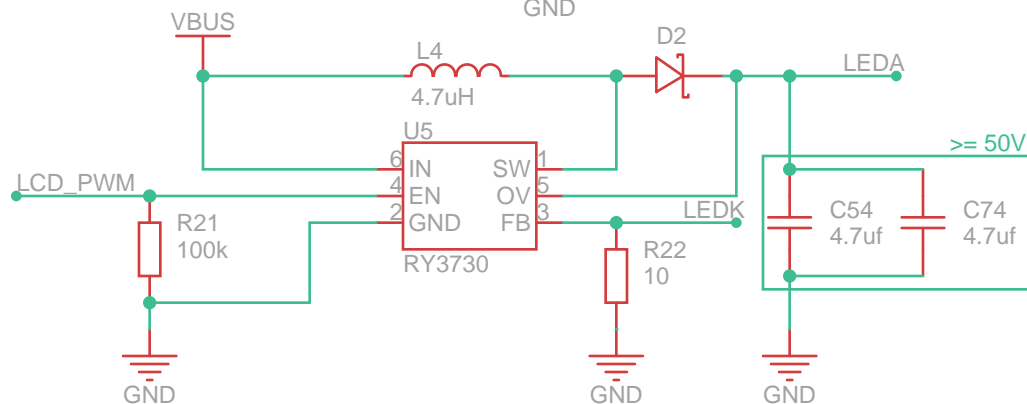 GND
VBUS
L4
4.7uH
D2
LEDA
>= 50V
U5
6 IN SW 1
4 EN OV 5
2 GND FB 3
RY3730
LCD_PWM
R21
100k
LEDK
R22
10
C54
4.7uf
C74
4.7uf
GND
GND
GND